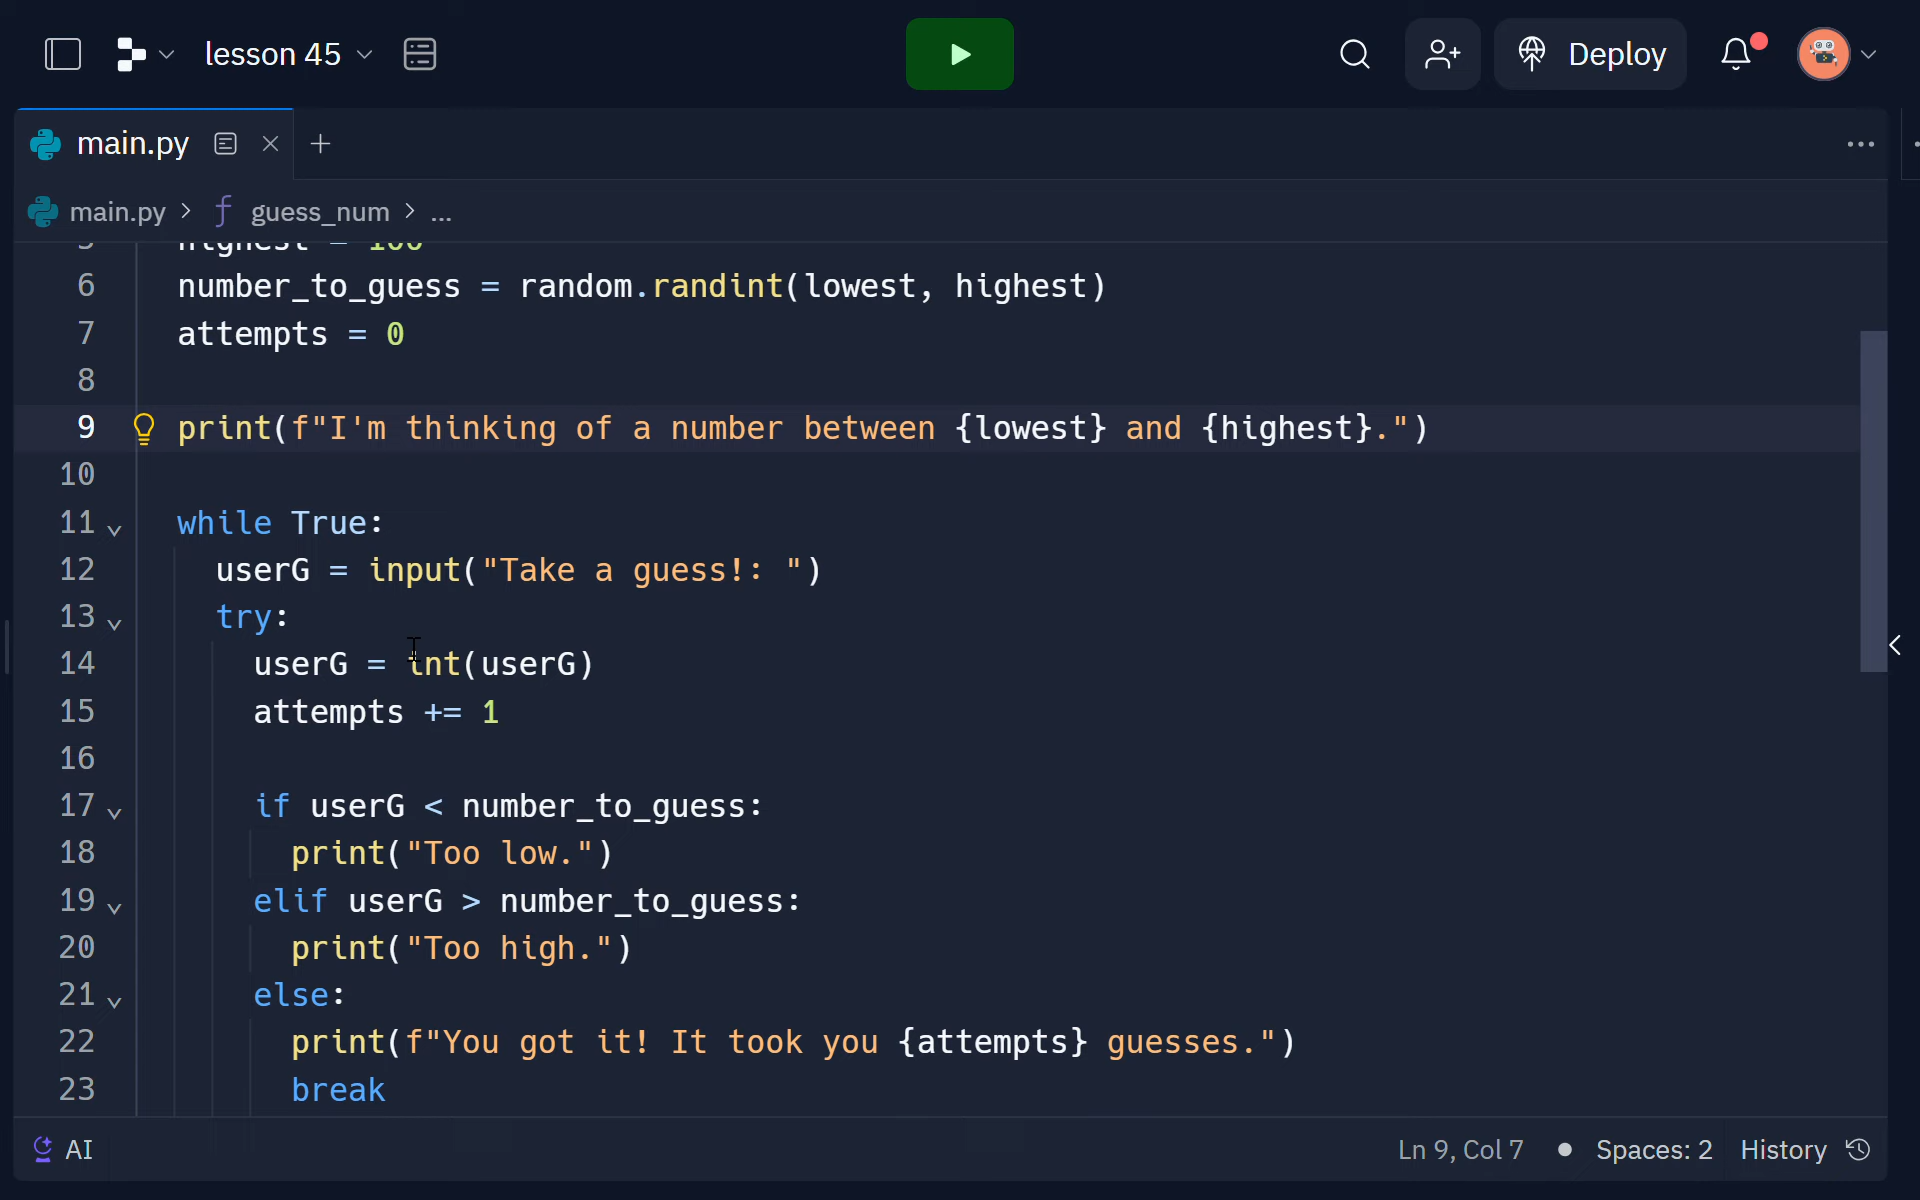 lesson 45
Deploy
main.py
main.py > guess_num > ...
5 highest = 100
6 number_to_guess = random.randint(lowest, highest)
7 attempts = 0
8
9 print(f"I'm thinking of a number between {lowest} and {highest}.")
10
11 while True:
12 userG = input("Take a guess!: ")
13 try:
14 userG = int(userG)
15 attempts += 1
16
17 if userG < number_to_guess:
18 print("Too low.")
19 elif userG > number_to_guess:
20 print("Too high.")
21 else:
22 print(f"You got it! It took you {attempts} guesses.")
23 break
AI
Ln 9, Col 7 • Spaces: 2 History